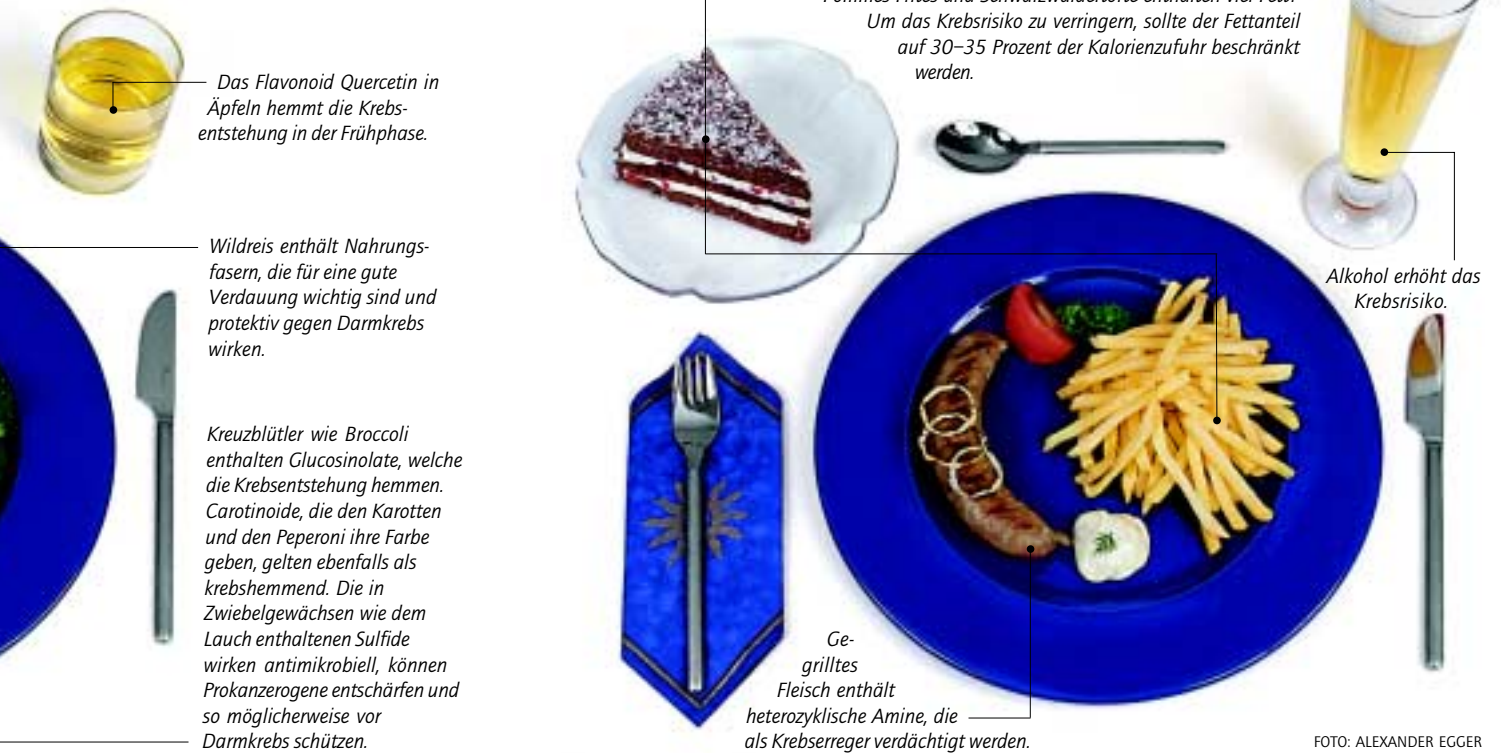 Das Flavonoid Quercetin in
Äpfeln hemmt die Krebs-
entstehung in der Frühphase.
Wildreis enthält Nahrungs-
fasern, die für eine gute
Verdauung wichtig sind und
protektiv gegen Darmkrebs
wirken.
Kreuzblütler wie Broccoli
enthalten Glucosinolate, welche
die Krebsentstehung hemmen.
Carotinoide, die den Karotten
und den Peperoni ihre Farbe
geben, gelten ebenfalls als
krebshemmend. Die in
Zwiebelgewächsen wie dem
Lauch enthaltenen Sulfide
wirken antimikrobiell, können
Prokanzerogene entschärfen und
so möglicherweise vor
Darmkrebs schützen.
Um das Krebsrisiko zu verringern, sollte der Fettanteil
auf 30–35 Prozent der Kalorienzufuhr beschränkt
werden.
Alkohol erhöht das
Krebsrisiko.
Ge-
grilltes
Fleisch enthält
heterozyklische Amine, die
als Krebserreger verdächtigt werden.
FOTO: ALEXANDER EGGER